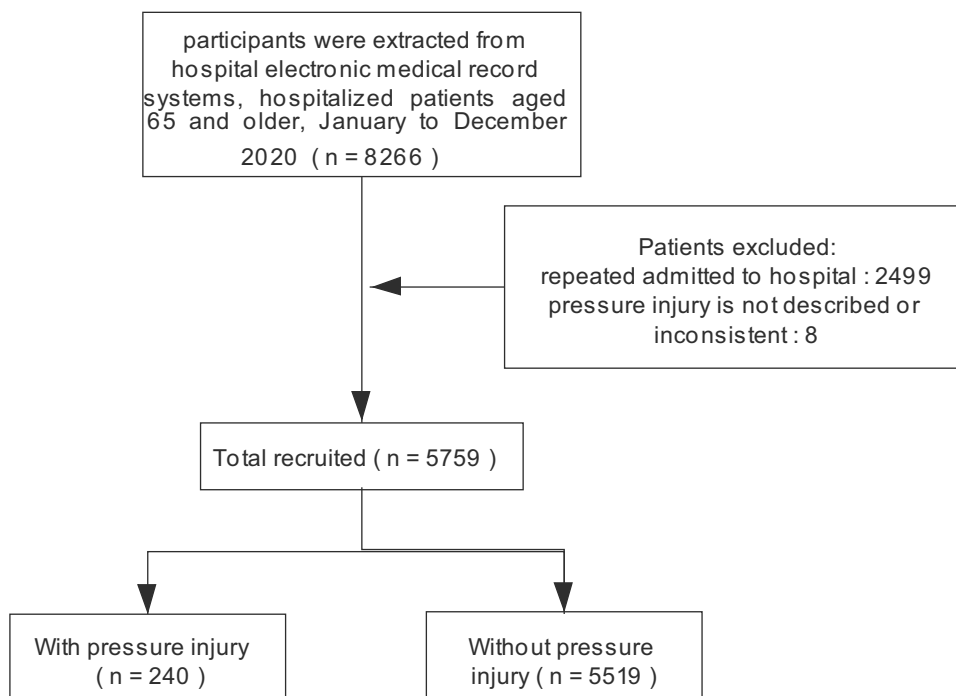 participants were extracted from
hospital electronic medical record
systems, hospitalized patients aged
65 and older, January to December
2020 ( n = 8266 )
Patients excluded:
repeated admitted to hospital : 2499
pressure injury is not described or
inconsistent : 8
Total recruited ( n = 5759 )
With pressure injury
( n = 240 )
Without pressure
injury ( n = 5519 )